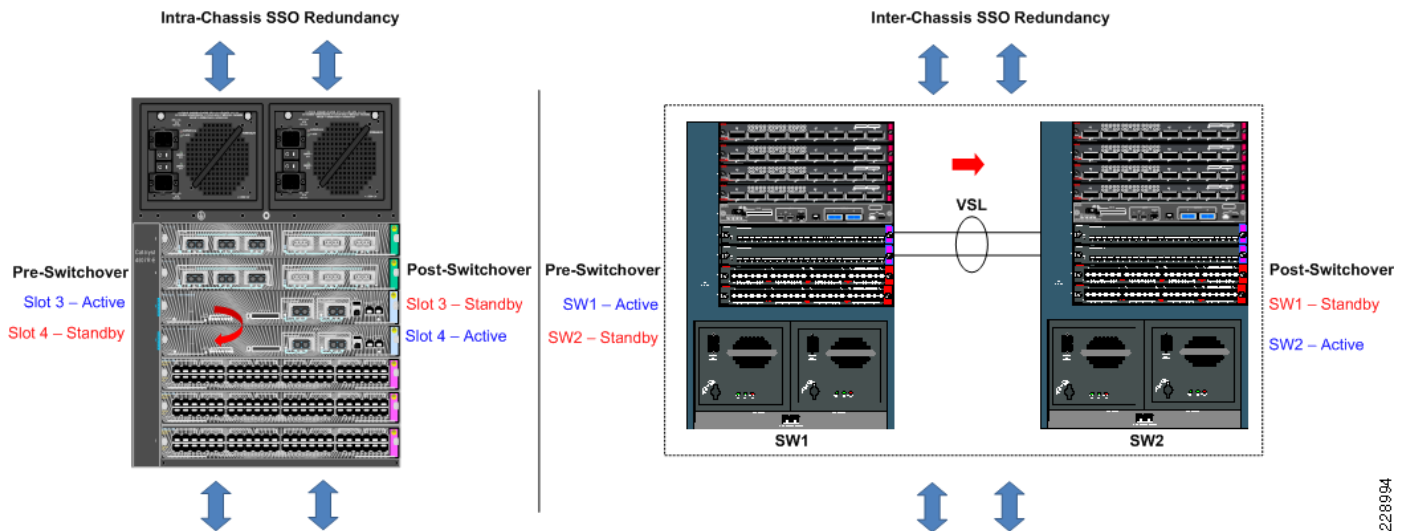 Intra-Chassis SSO Redundancy
Pre-Switchover
Slot 3 – Active
Slot 4 – Standby
Post-Switchover
Slot 3 – Standby
Slot 4 – Active
Inter-Chassis SSO Redundancy
Pre-Switchover
SW1 – Active
SW2 – Standby
VSL
SW1
SW2
Post-Switchover
SW1 – Standby
SW2 – Active
228994